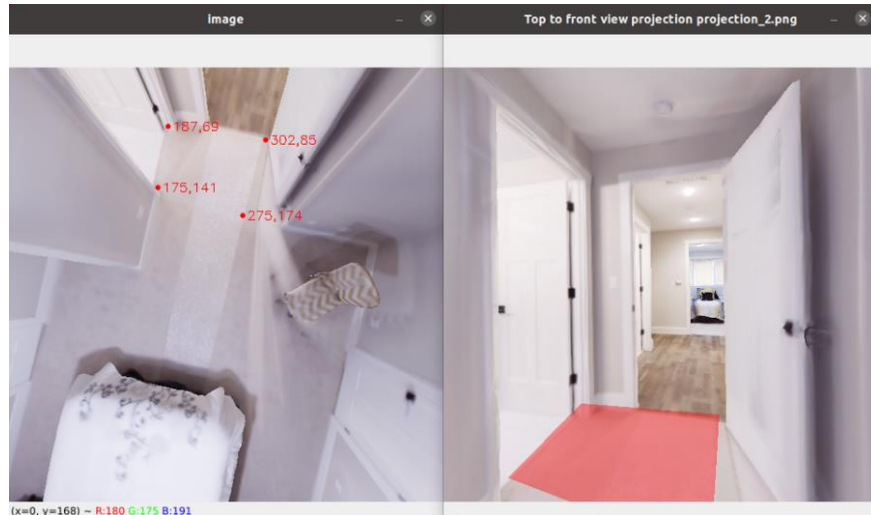 image
Top to front view projection projection_2.png
187,69
302,85
175,141
275,174
(x=0, y=168) ~ R:180 G:175 B:191